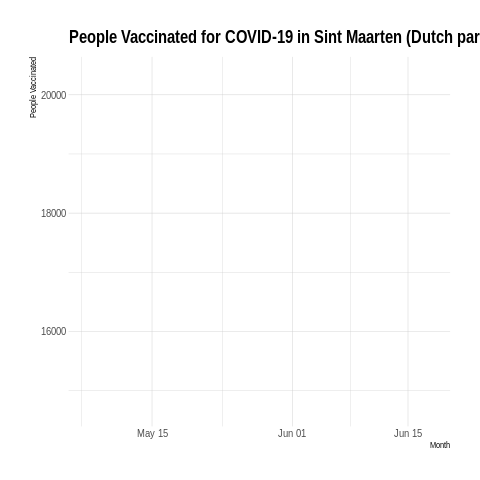 People Vaccinated for COVID-19 in Sint Maarten (Dutch par
People Vaccinated
20000
18000
16000
May 15 Jun 01 Jun 15
Month